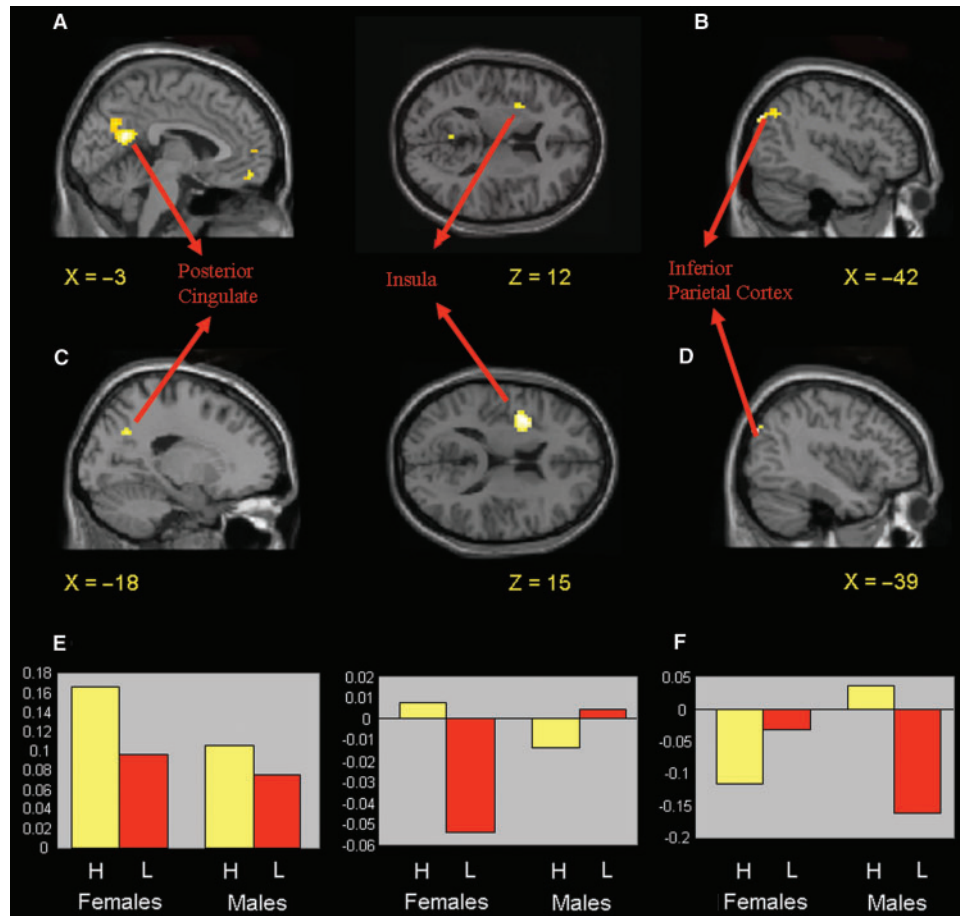 A
B
X = –3
Posterior
Cingulate
Insula
Z = 12
Inferior
Parietal Cortex
X = –42
C
D
X = –18
Z = 15
X = –39
E
F
0.18
0.16
0.14
0.12
0.1
0.08
0.06
0.04
0.02
0
H L H L
Females Males
0.02
0.01
0
-0.01
-0.02
-0.03
-0.04
-0.05
-0.06
H L H L
Females Males
0.05
0
-0.05
-0.1
-0.15
-0.2
H L H L
Females Males